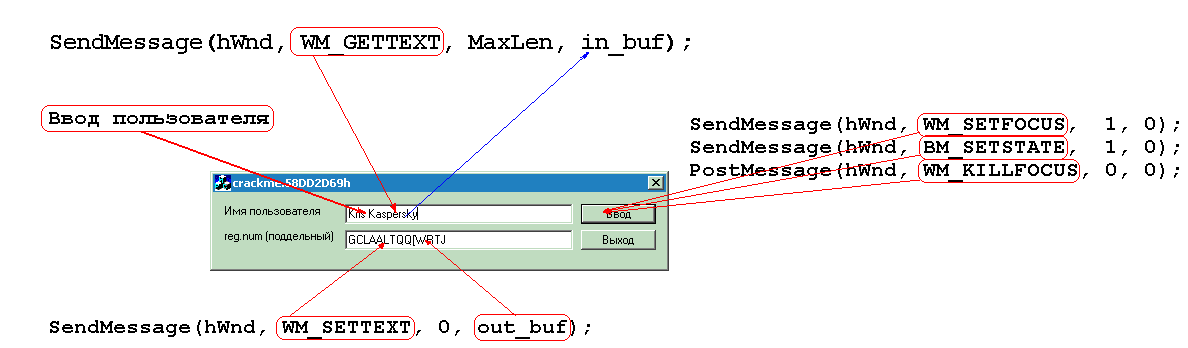 SendMessage(hWnd, WM_GETTEXT, MaxLen, in_buf);
Ввод пользователя
SendMessage(hWnd, WM_SETFOCUS, 1, 0);
SendMessage(hWnd, BM_SETSTATE, 1, 0);
PostMessage(hWnd, WM_KILLFOCUS, 0, 0);
crackme.58DD2D69h
Имя пользователя
Kris Kaspersky
Ввод
reg.num (поддельный)
GCLAALTQQ[WBTJ
Выход
SendMessage(hWnd, WM_SETTEXT, 0, out_buf);